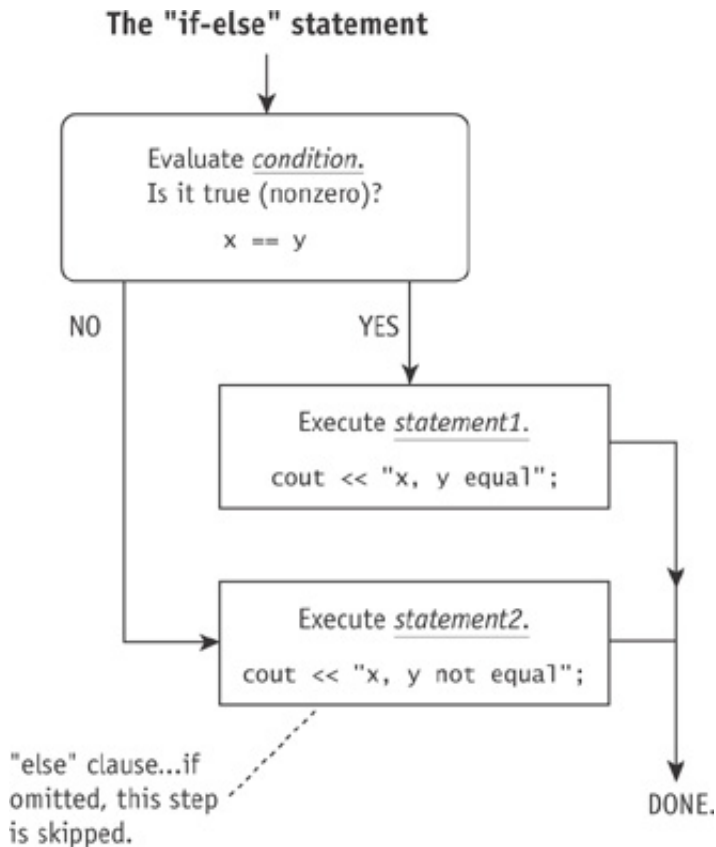 The "if-else" statement
Evaluate condition.
Is it true (nonzero)?
x == y
NO
YES
Execute statement1.
cout << "x, y equal";
Execute statement2.
cout << "x, y not equal";
"else" clause...if
omitted, this step
is skipped.
DONE.